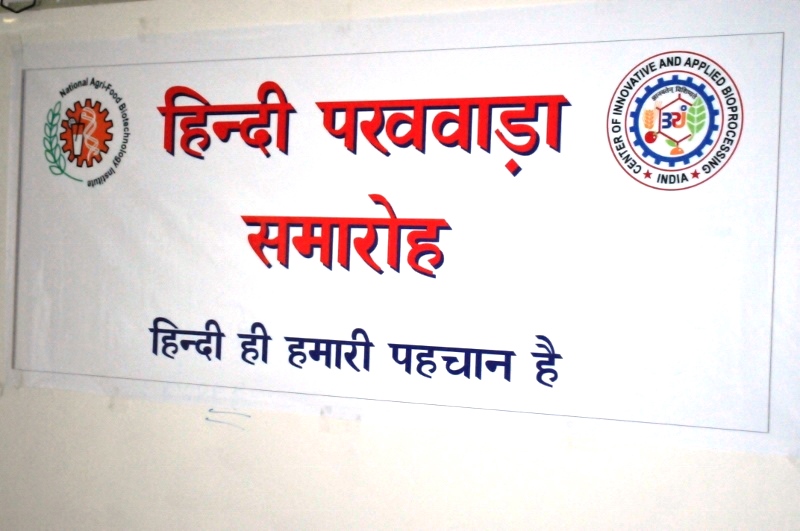 National Agri-Food Biotechnology Institute
हिन्दी पखवाड़ा
CENTER OF INNOVATIVE AND APPLIED BIOPROCESSING
★ INDIA ★
समारोह
हिन्दी ही हमारी पहचान है